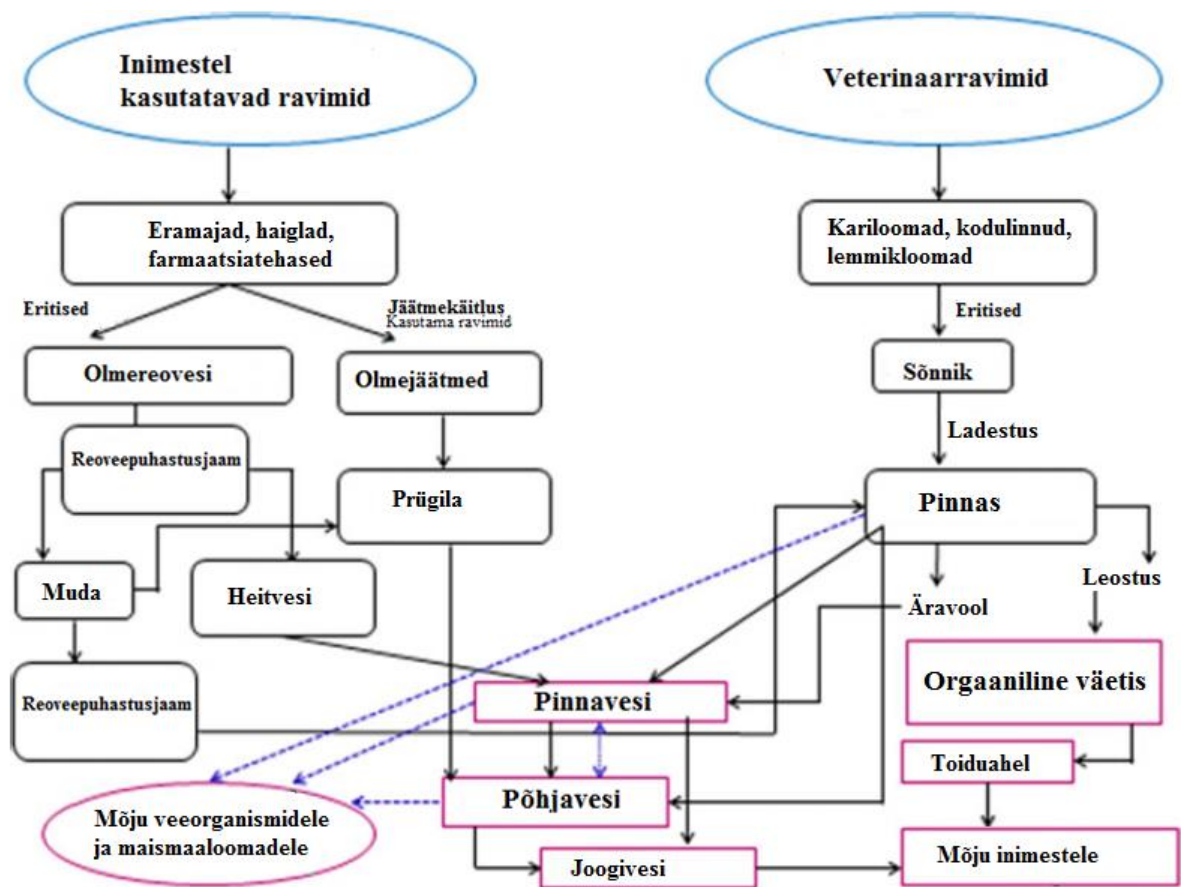 Inimestel
kasutatavad ravimid
Veterinaarravimid
Eramajad, haiglad,
farmaatsiatehased
Kariloomad, kodulinnud,
lemmikloomad
Eritised
Jäätmekäitlus
Kasutama ravimid
Eritised
Olmereovesi
Olmejäätmed
Sõnnik
Ladestus
Reoveepuhastusjaam
Prügila
Pinnas
Muda
Heitvesi
Äravool
Leostus
Reoveepuhastusjaam
Pinnavesi
Orgaaniline väetis
Toiduahel
Põhjavesi
Mõju veeorganismidele
ja maismaaloomadele
Joogivesi
Mõju inimestele